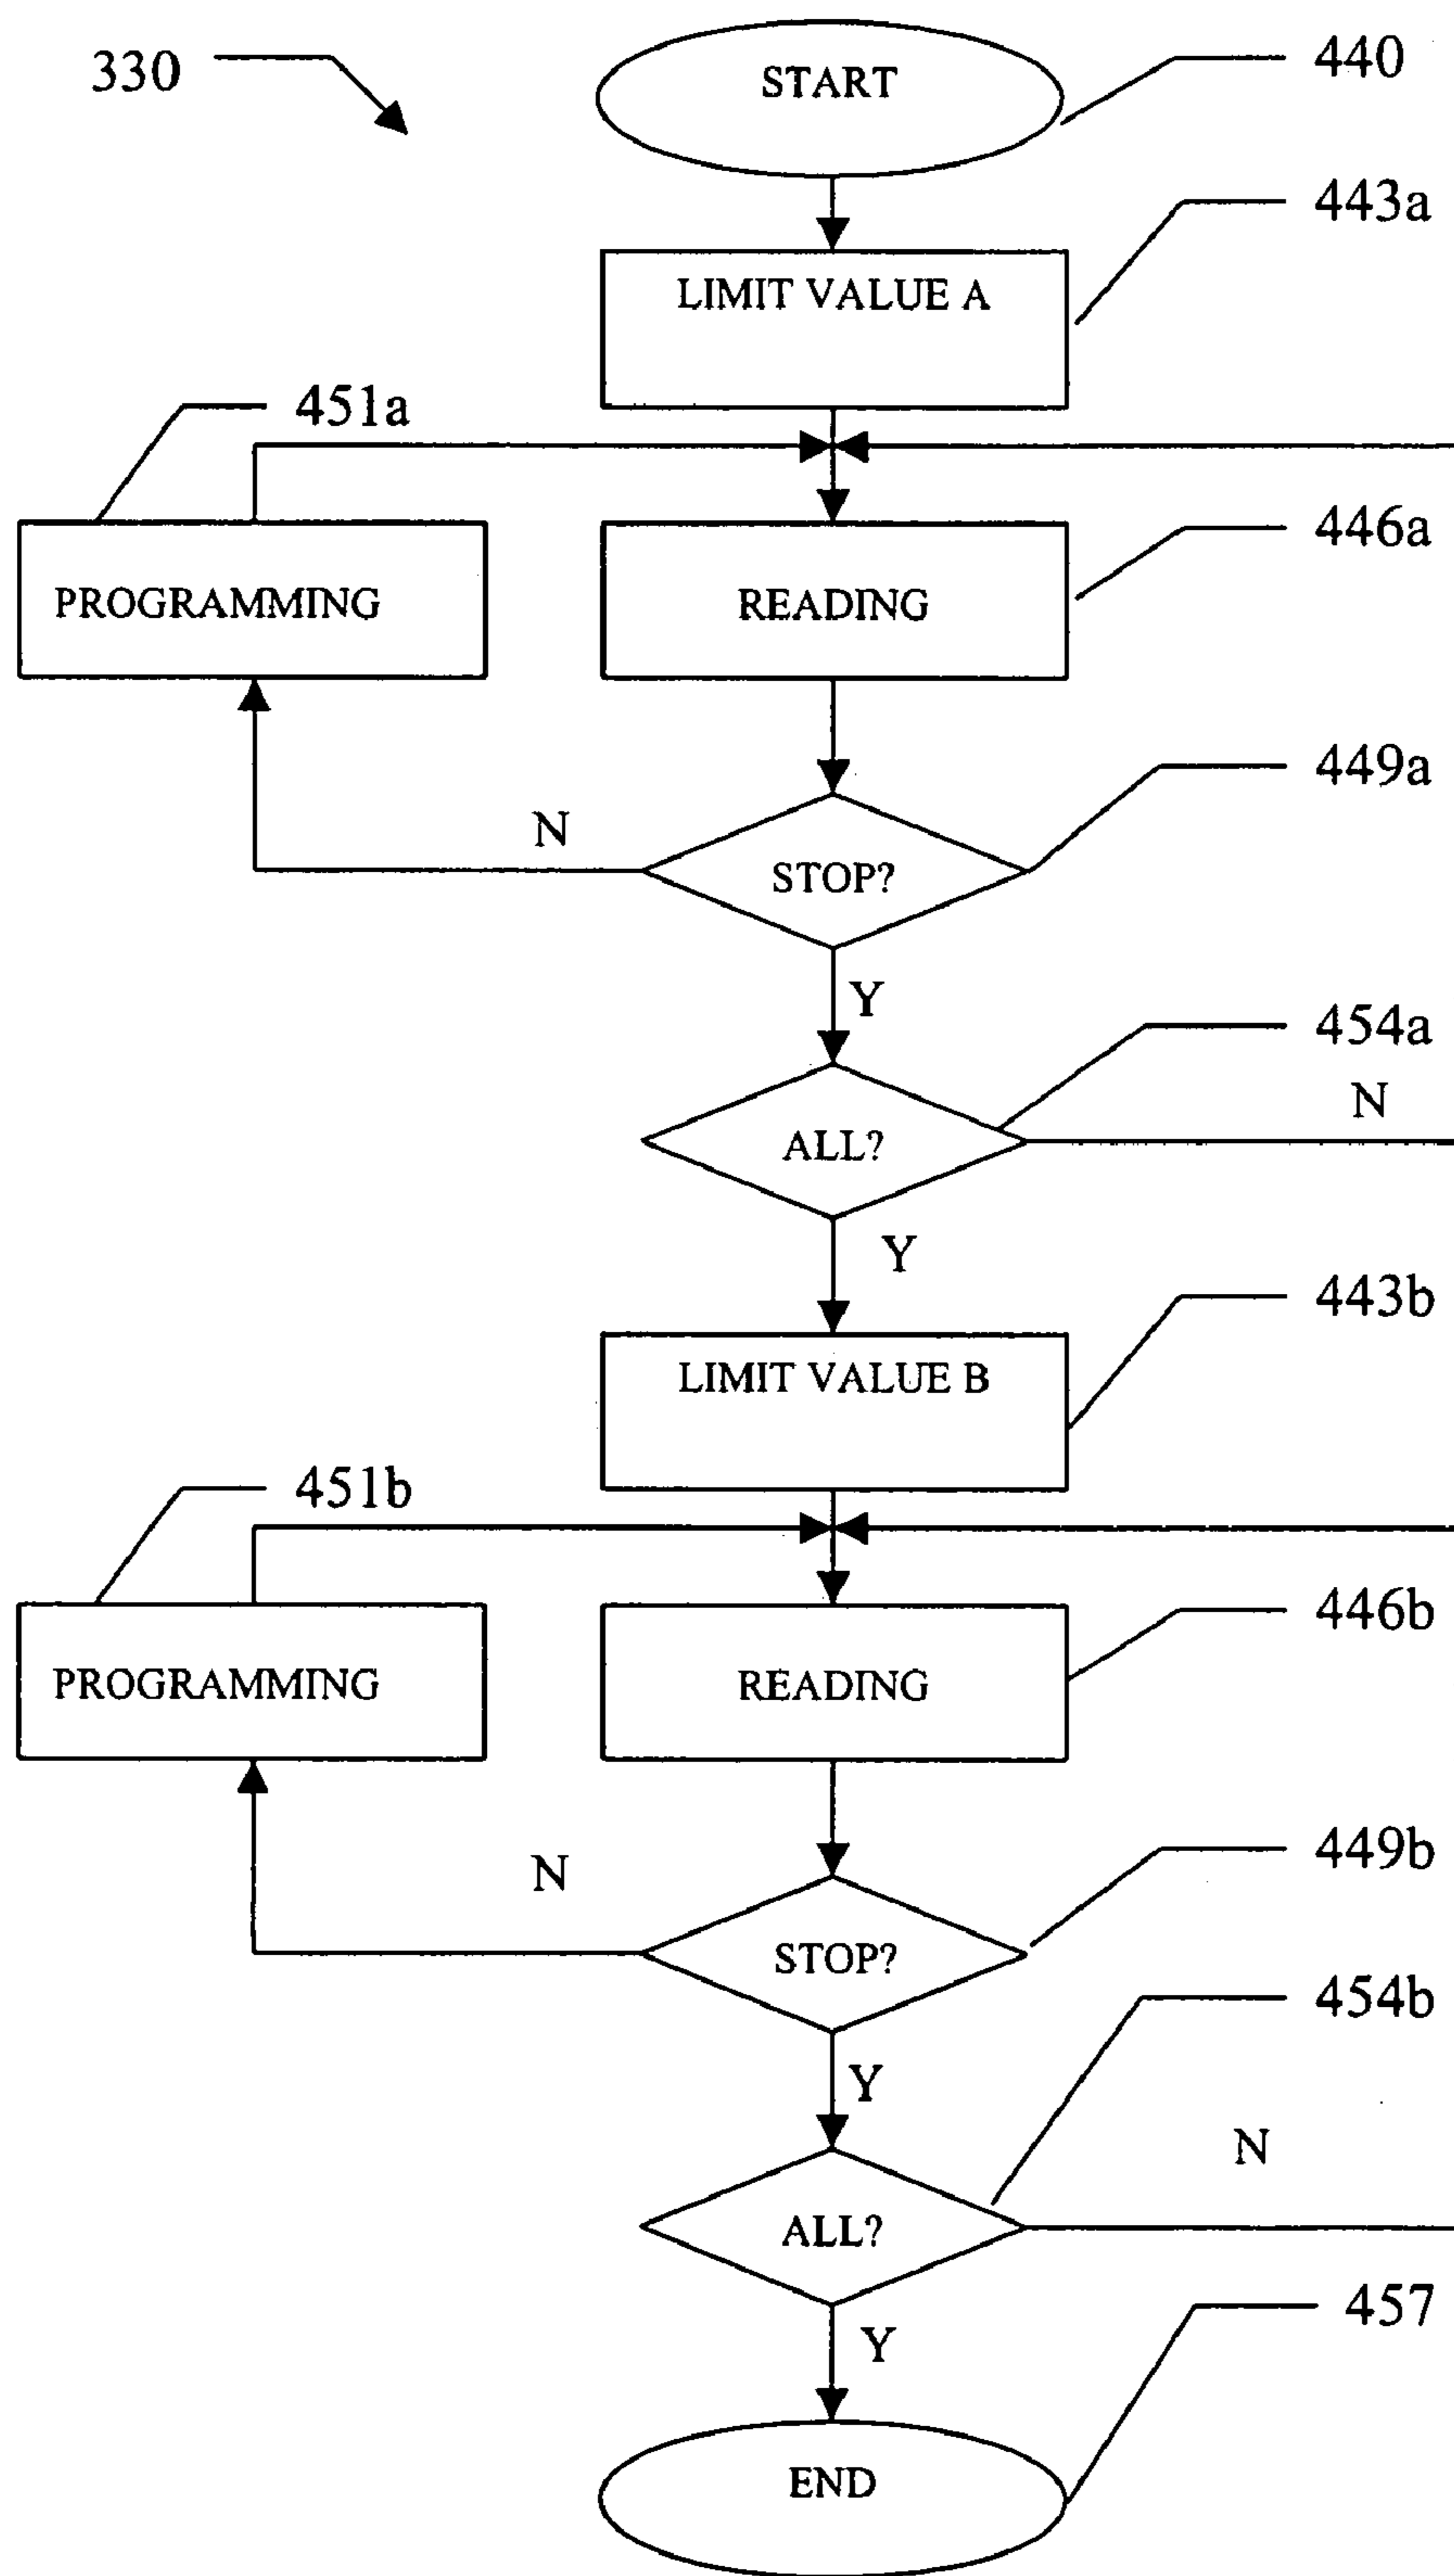 330
START
440
LIMIT VALUE A
443a
451a
PROGRAMMING
READING
446a
449a
N
STOP?
Y
454a
N
ALL?
Y
443b
LIMIT VALUE B
451b
446b
PROGRAMMING
READING
449b
N
STOP?
454b
Y
N
ALL?
457
Y
END